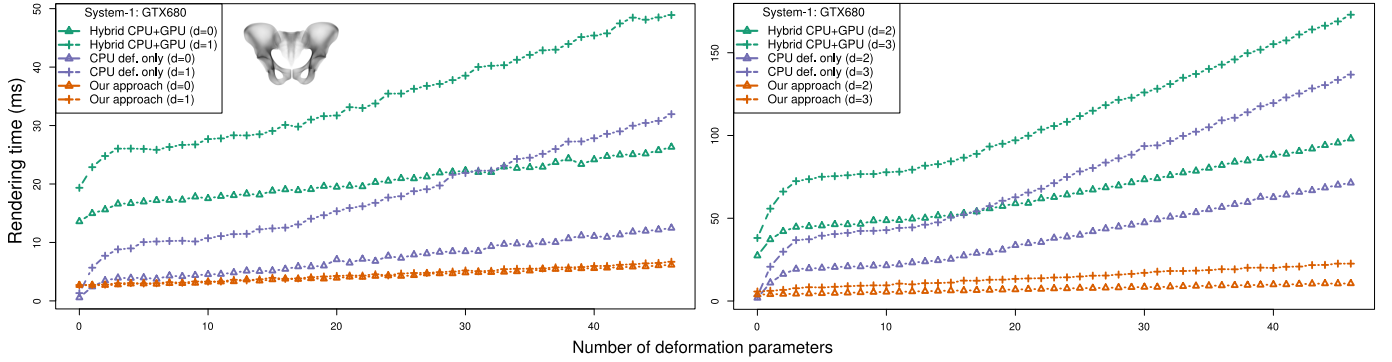 System-1: GTX680
Hybrid CPU+GPU (d=0)
Hybrid CPU+GPU (d=1)
CPU def. only (d=0)
CPU def. only (d=1)
Our approach (d=0)
Our approach (d=1)
Rendering time (ms)
50
40
30
20
10
0
0
10
20
30
40
System-1: GTX680
Hybrid CPU+GPU (d=2)
Hybrid CPU+GPU (d=3)
CPU def. only (d=2)
CPU def. only (d=3)
Our approach (d=2)
Our approach (d=3)
150
100
50
0
0
10
20
30
40
Number of deformation parameters